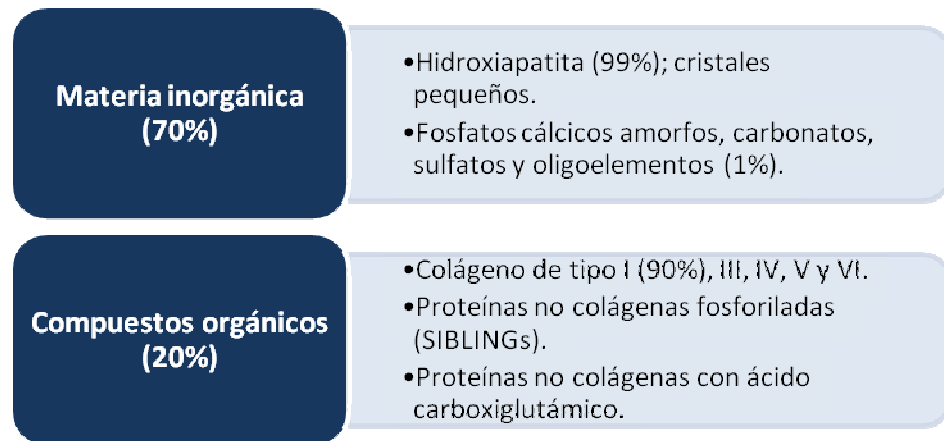 Materia inorgánica
(70%)
•Hidroxiapatita (99%); cristales
pequeños.
•Fosfatos cálcicos amorfos, carbonatos,
sulfatos y oligoelementos (1%).
Compuestos orgánicos
(20%)
•Colágeno de tipo I (90%), III, IV, V y VI.
•Proteínas no colágenas fosforiladas
(SIBLINGs).
•Proteínas no colágenas con ácido
carboxiglutámico.